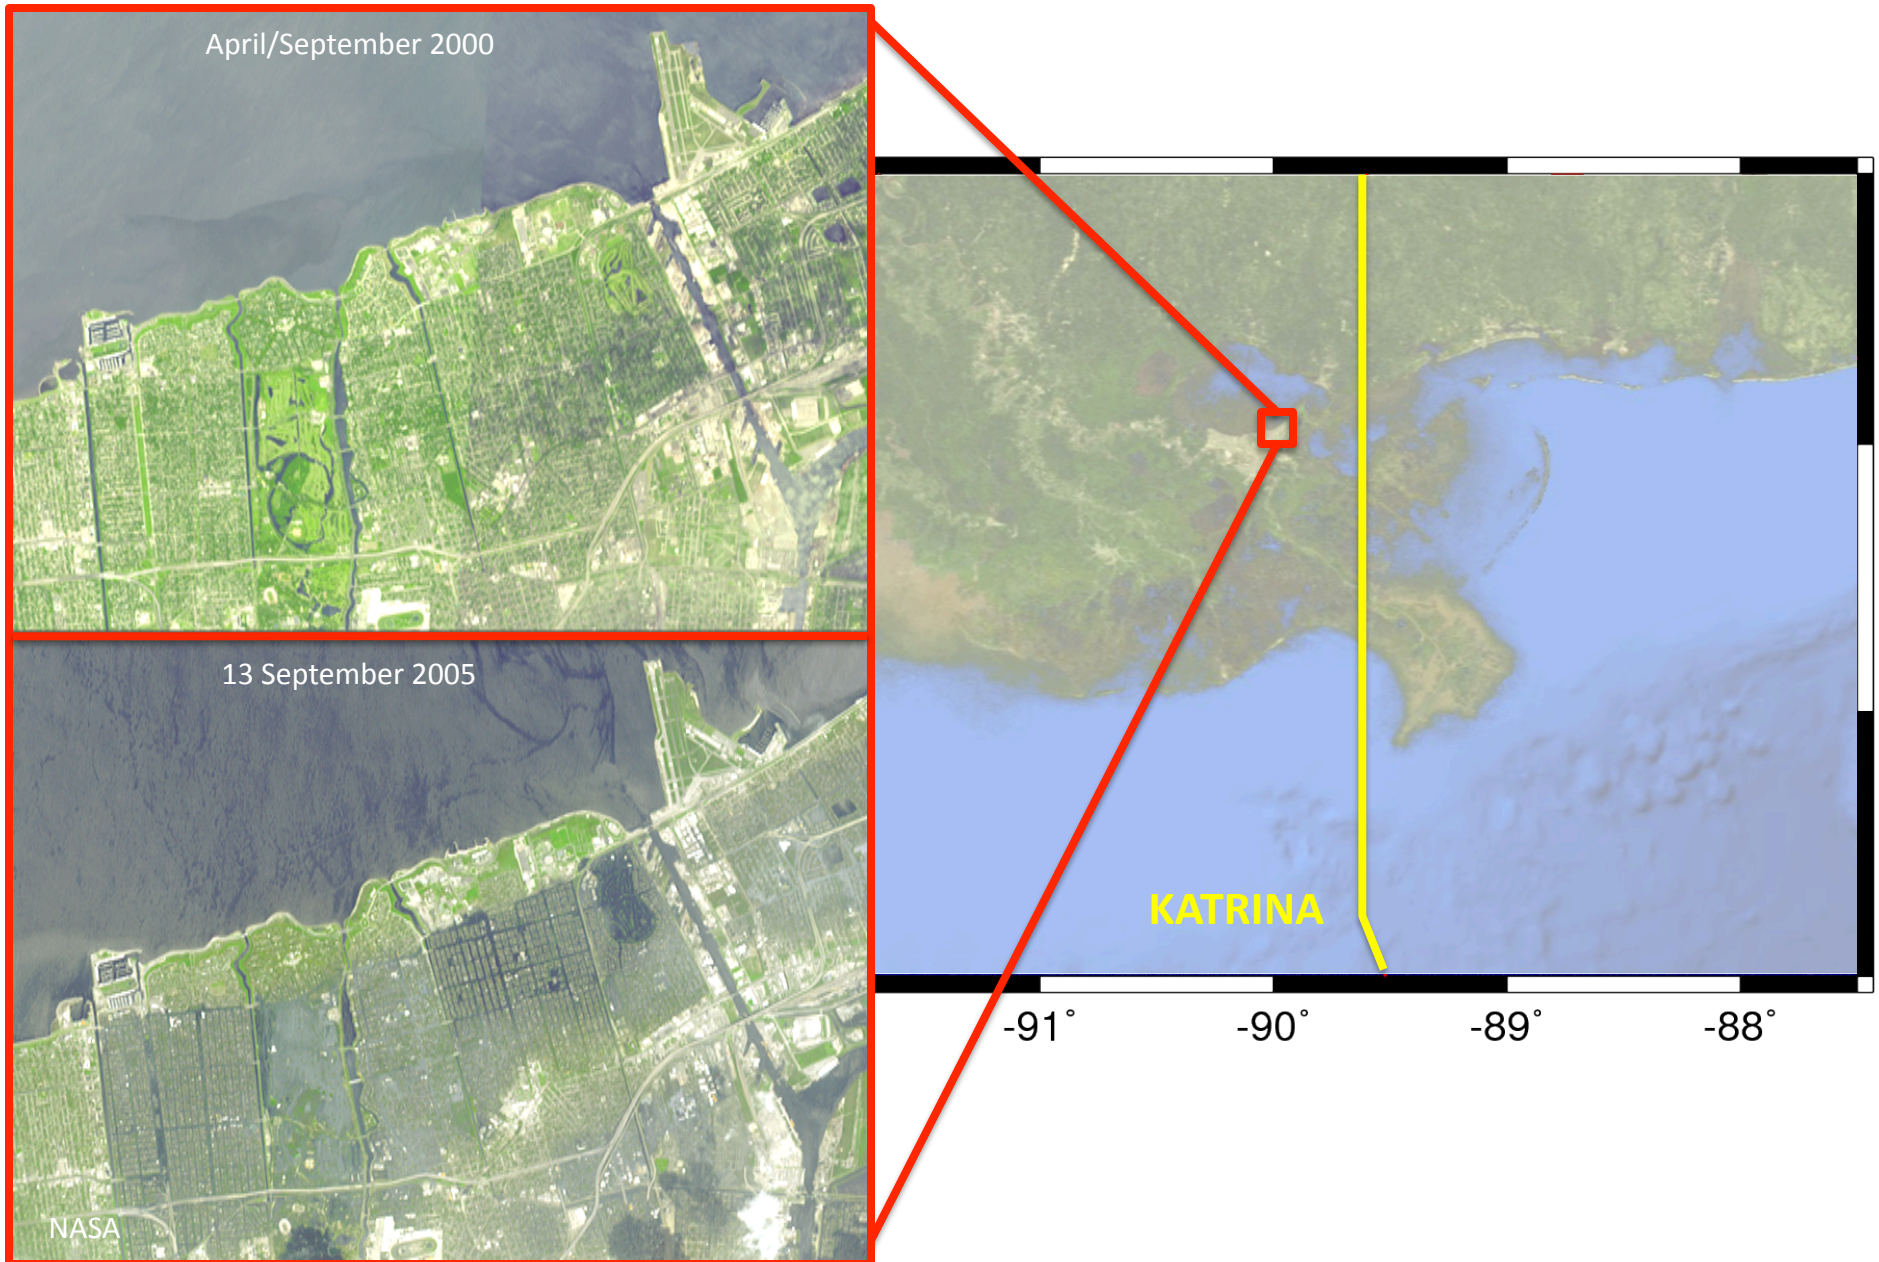 April/September 2000
13 September 2005
NASA
KATRINA
-91˚
-90˚
-89˚
-88˚